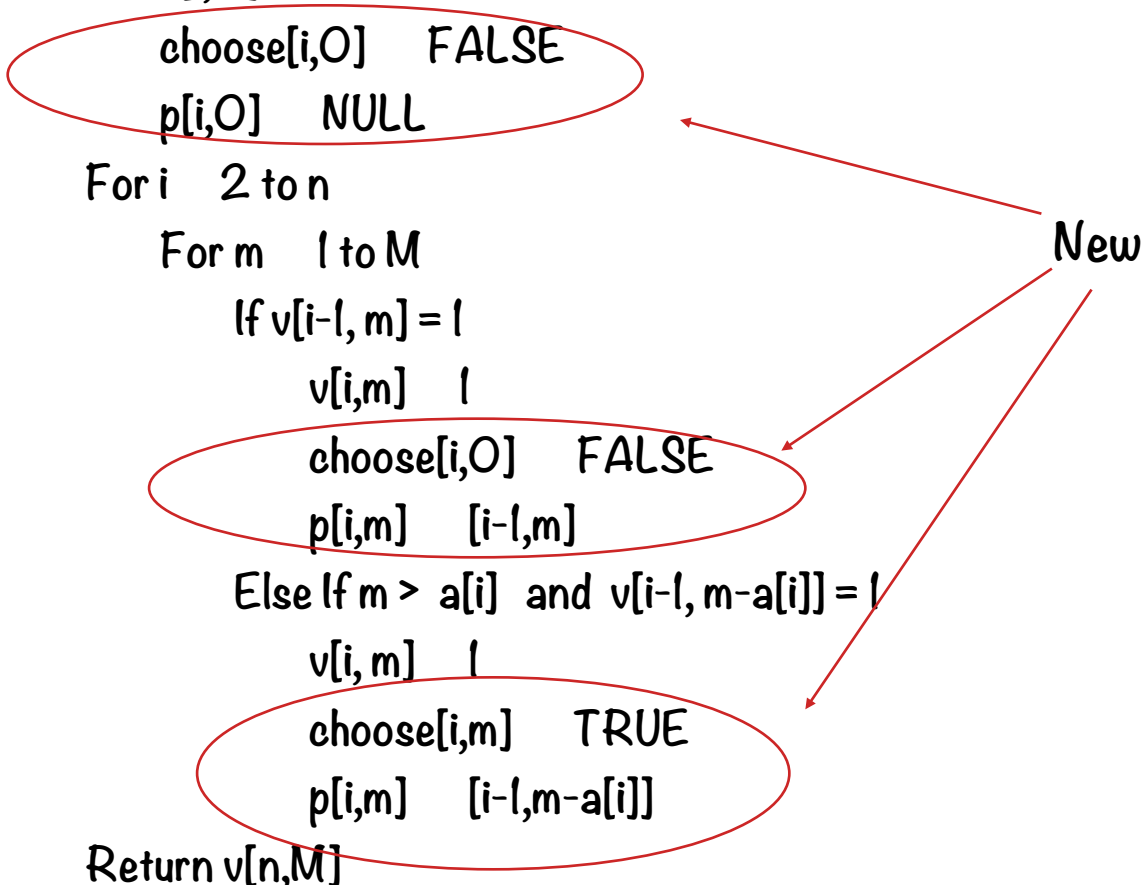 choose[i,0] FALSE
p[i,0] NULL
For i 2 to n
For m 1 to M
New
If v[i-1, m] = 1
v[i,m] 1
choose[i,0] FALSE
p[i,m] [i-1,m]
Else If m > a[i] and v[i-1, m-a[i]] = 1
v[i, m] 1
choose[i,m] TRUE
p[i,m] [i-1,m-a[i]]
Return v[n,M]